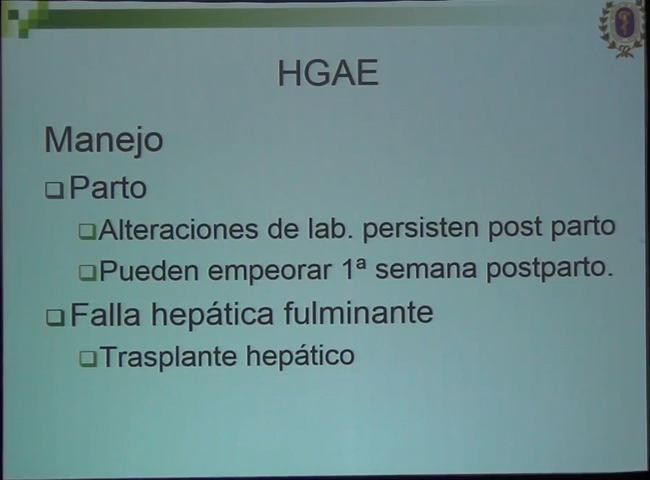 HGAE
Manejo
Parto
Alteraciones de lab. persisten post parto
Pueden empeorar 1ª semana postparto.
Falla hepática fulminante
Trasplante hepático